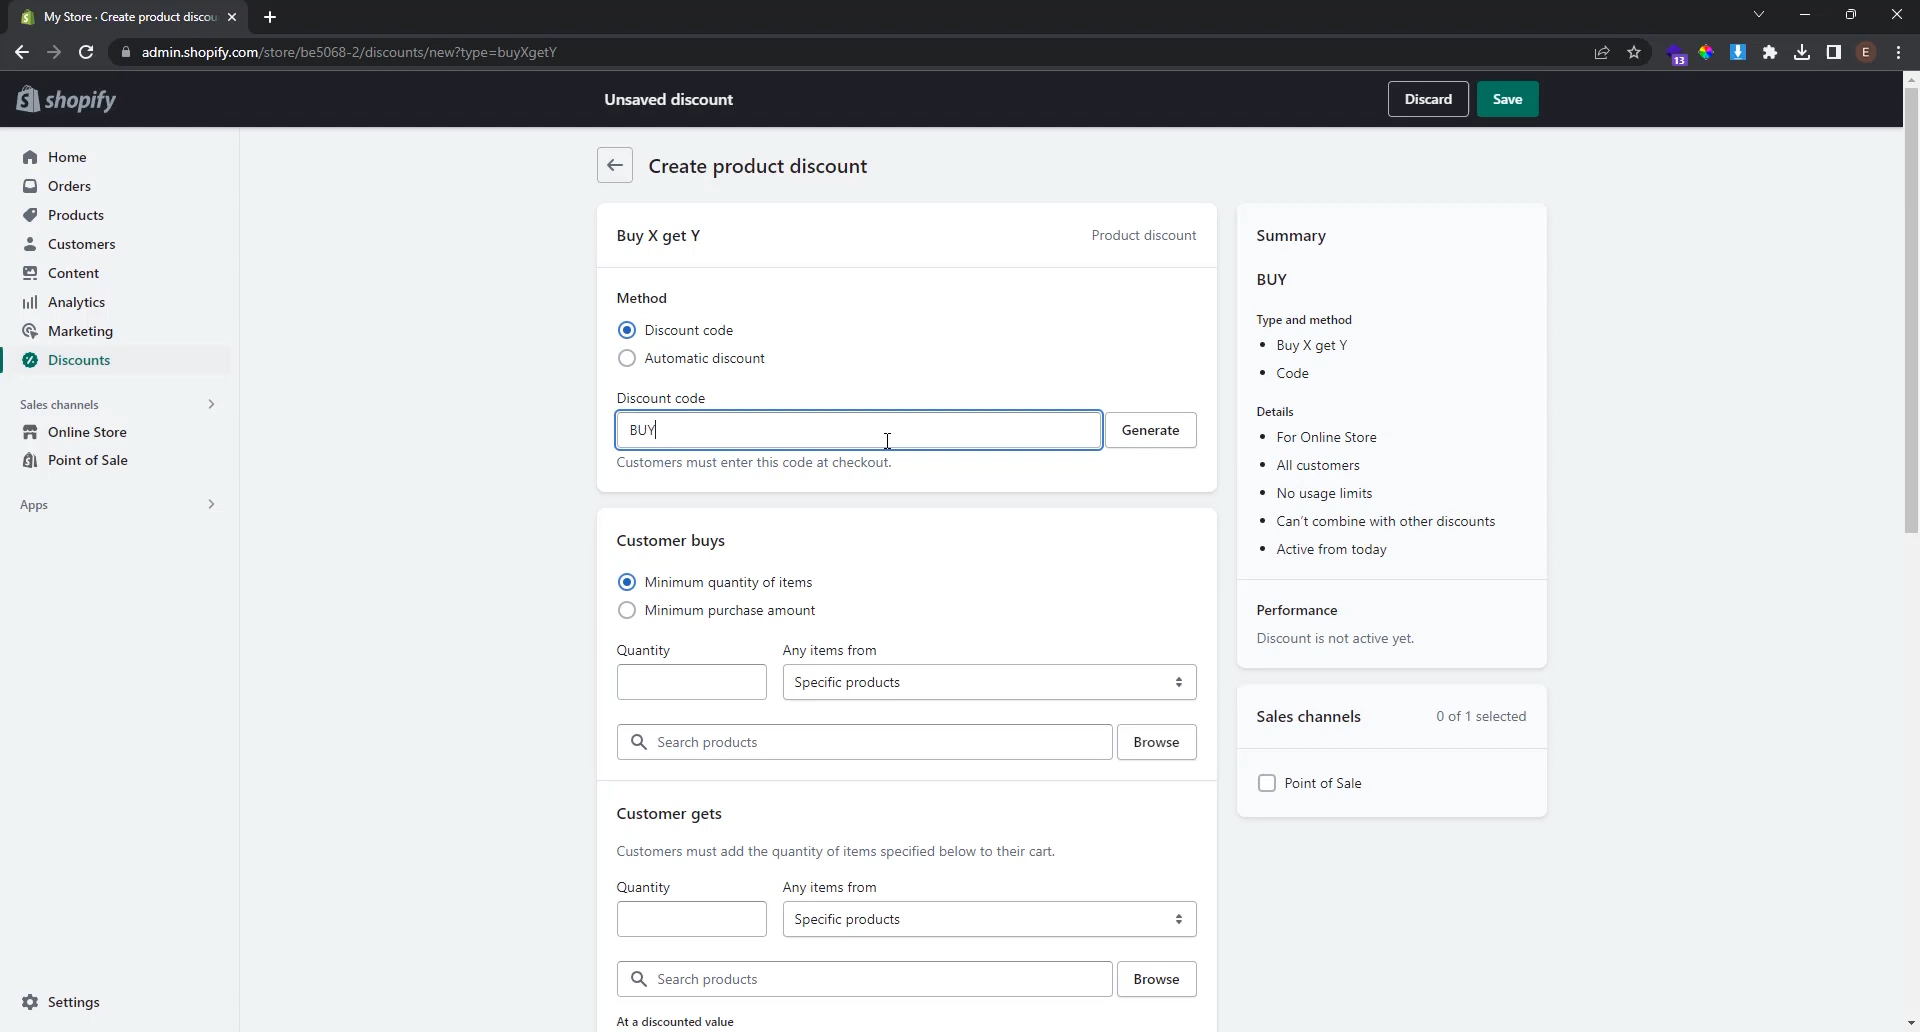 My Store · Create product discou
admin.shopify.com/store/be5068-2/discounts/new?type=buyXgetY
13
E
shopify
Unsaved discount
Discard
Save
Home
Orders
Products
Customers
Content
Analytics
Marketing
Discounts
Sales channels
Online Store
Point of Sale
Apps
Settings
Create product discount
Buy X get Y
Product discount
Method
Discount code
Automatic discount
Discount code
BUY
Generate
Customers must enter this code at checkout.
Customer buys
Minimum quantity of items
Minimum purchase amount
Quantity
Any items from
Specific products
Search products
Browse
Customer gets
Customers must add the quantity of items specified below to their cart.
Quantity
Any items from
Specific products
Search products
Browse
At a discounted value
Summary
BUY
Type and method
• Buy X get Y
• Code
Details
• For Online Store
• All customers
• No usage limits
• Can't combine with other discounts
• Active from today
Performance
Discount is not active yet.
Sales channels
0 of 1 selected
Point of Sale